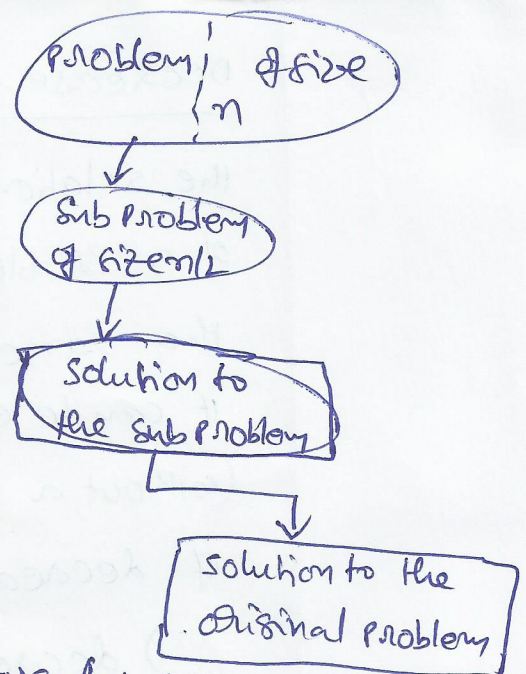 Problem of size
n
Sub Problem
of size n/2
Solution to
the Sub Problem
Solution to the
Original Problem